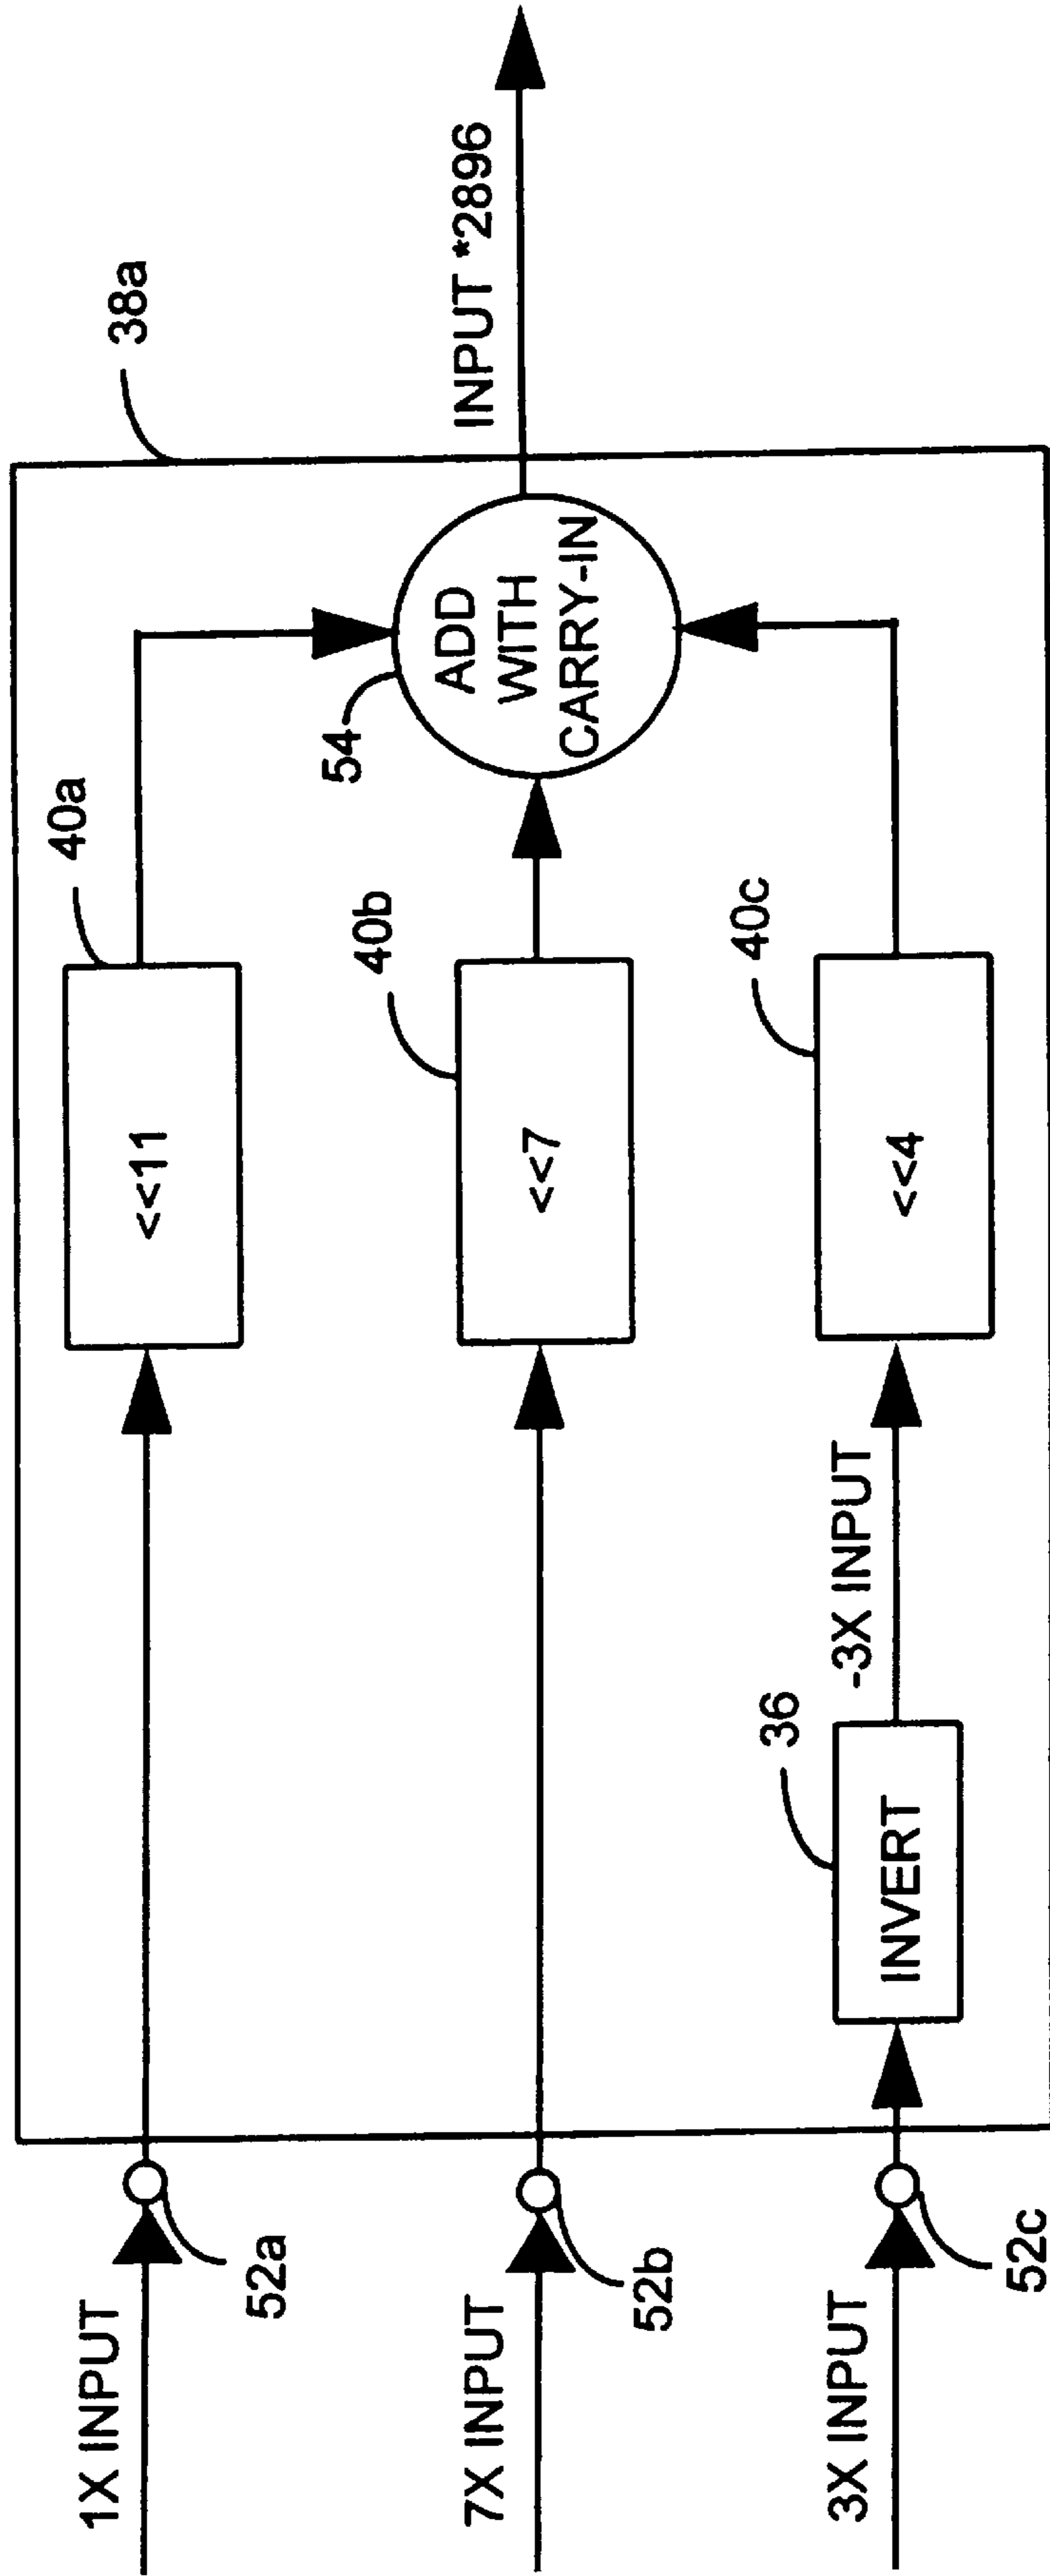 1X INPUT
52a
<<11
40a
38a
7X INPUT
52b
<<7
40b
54
ADD
WITH
CARRY-IN
INPUT *2896
3X INPUT
52c
INVERT
36
-3X INPUT
<<4
40c